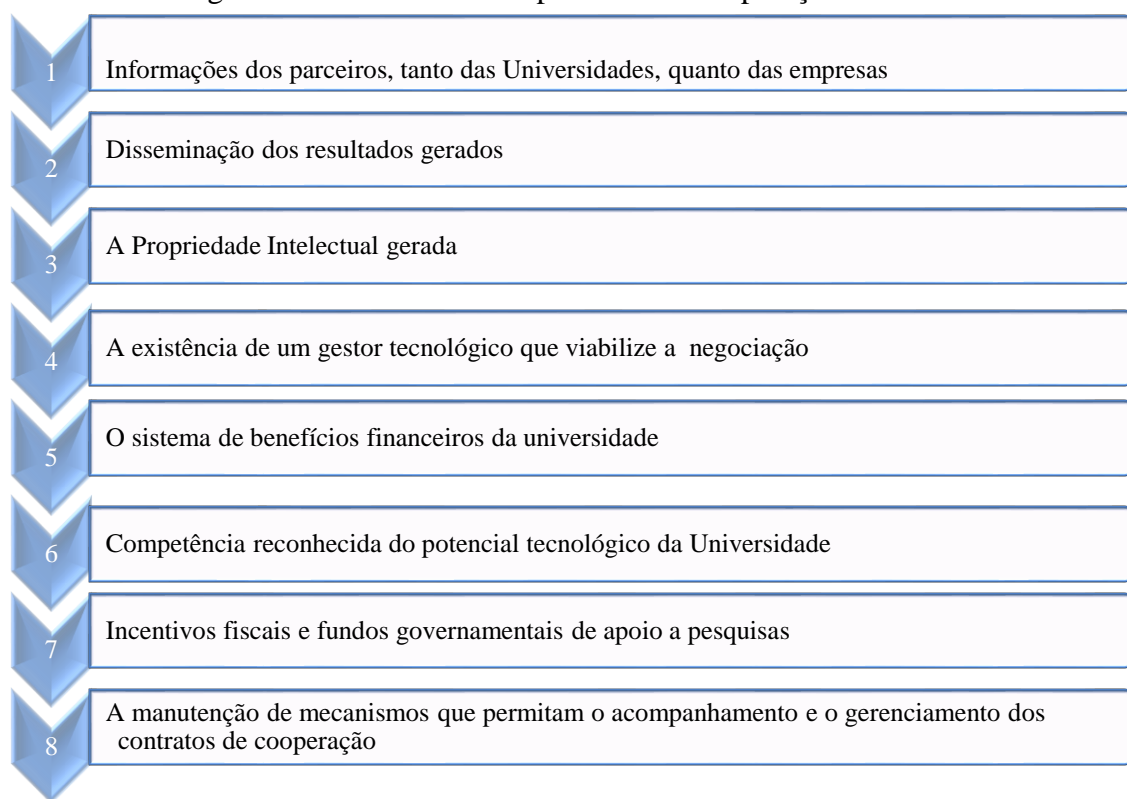 1
Informações dos parceiros, tanto das Universidades, quanto das empresas
2
Disseminação dos resultados gerados
3
A Propriedade Intelectual gerada
4
A existência de um gestor tecnológico que viabilize a negociação
5
O sistema de benefícios financeiros da universidade
6
Competência reconhecida do potencial tecnológico da Universidade
7
Incentivos fiscais e fundos governamentais de apoio a pesquisas
8
A manutenção de mecanismos que permitam o acompanhamento e o gerenciamento dos
contratos de cooperação